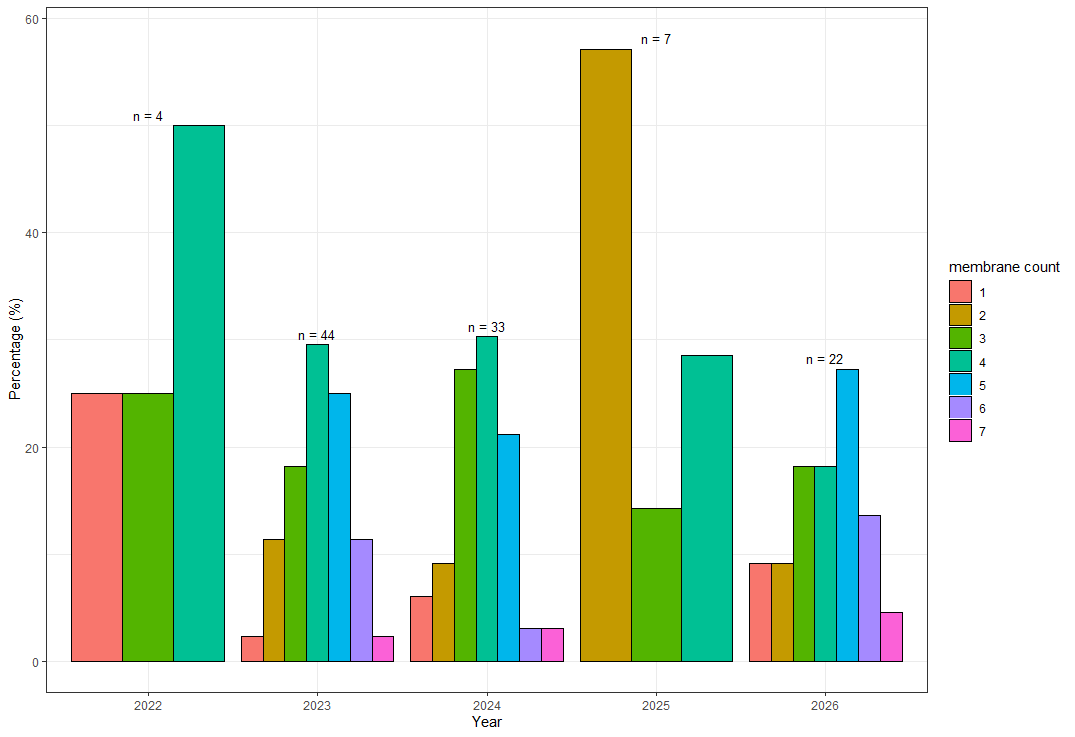 60
n = 7
n = 4
40
n = 44
n = 33
n = 22
20
0
Percentage (%)
2022
2023
2024
2025
2026
Year
membrane count
1
2
3
4
5
6
7